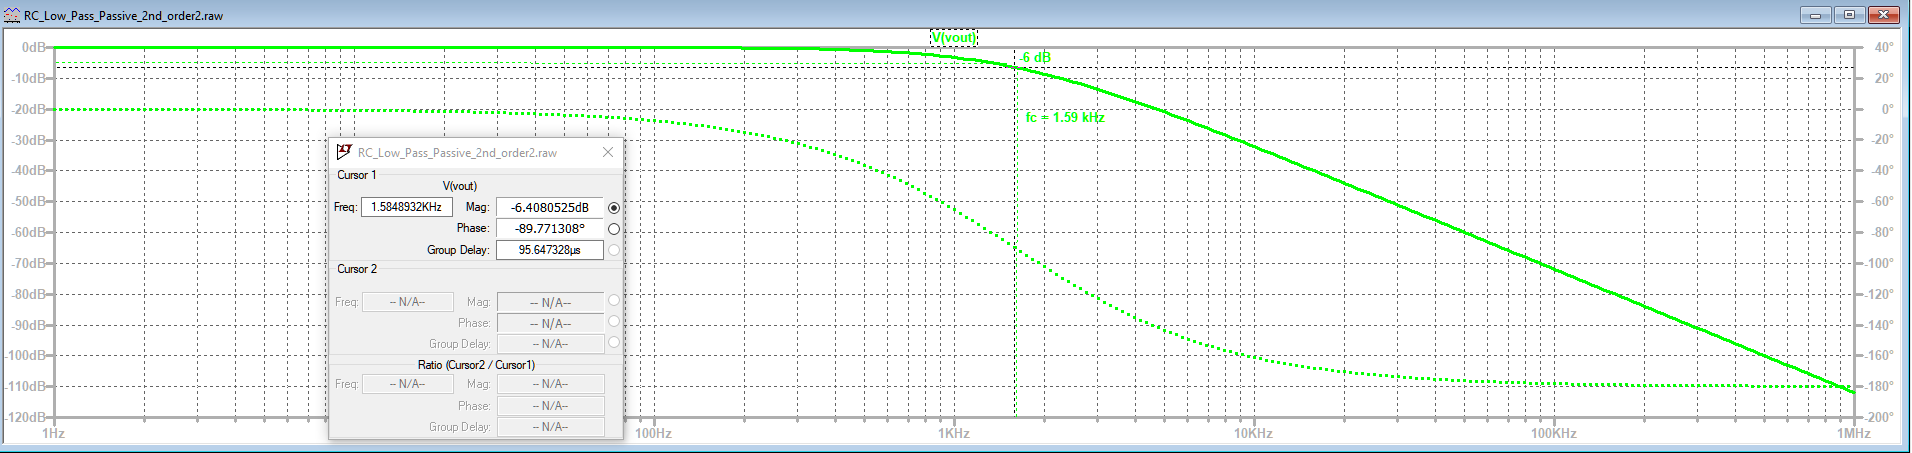 RC_Low_Pass_Passive_2nd_order2.raw
V(vout)
0dB
-10dB
-20dB
-30dB
-40dB
-50dB
-60dB
-70dB
-80dB
-90dB
-100dB
-110dB
-120dB
40°
20°
0°
-20°
-40°
-60°
-80°
-100°
-120°
-140°
-160°
-180°
-200°
-6 dB
fc = 1.59 kHz
RC_Low_Pass_Passive_2nd_order2.raw
Cursor 1
V(vout)
Freq: 1.5848932KHz Mag: -6.4080525dB
Phase: -89.771308°
Group Delay: 95.647328µs
Cursor 2
Freq: -- N/A-- Mag: -- N/A--
Phase: -- N/A--
Group Delay: -- N/A--
Ratio (Cursor2 / Cursor1)
Freq: -- N/A-- Mag: -- N/A--
Phase: -- N/A--
Group Delay: -- N/A--
1Hz 100Hz 1KHz 10KHz 100KHz 1MHz